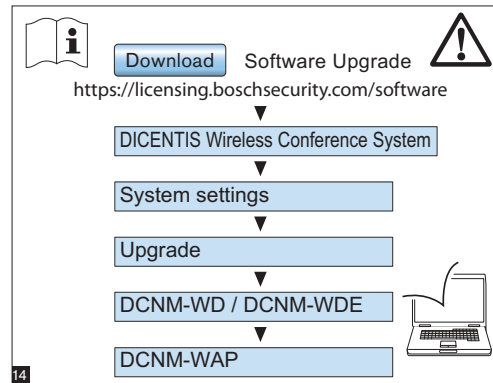 Download Software Upgrade
https://licensing.boschsecurity.com/software
DICENTIS Wireless Conference System
System settings
Upgrade
DCNM-WD / DCNM-WDE
DCNM-WAP
14